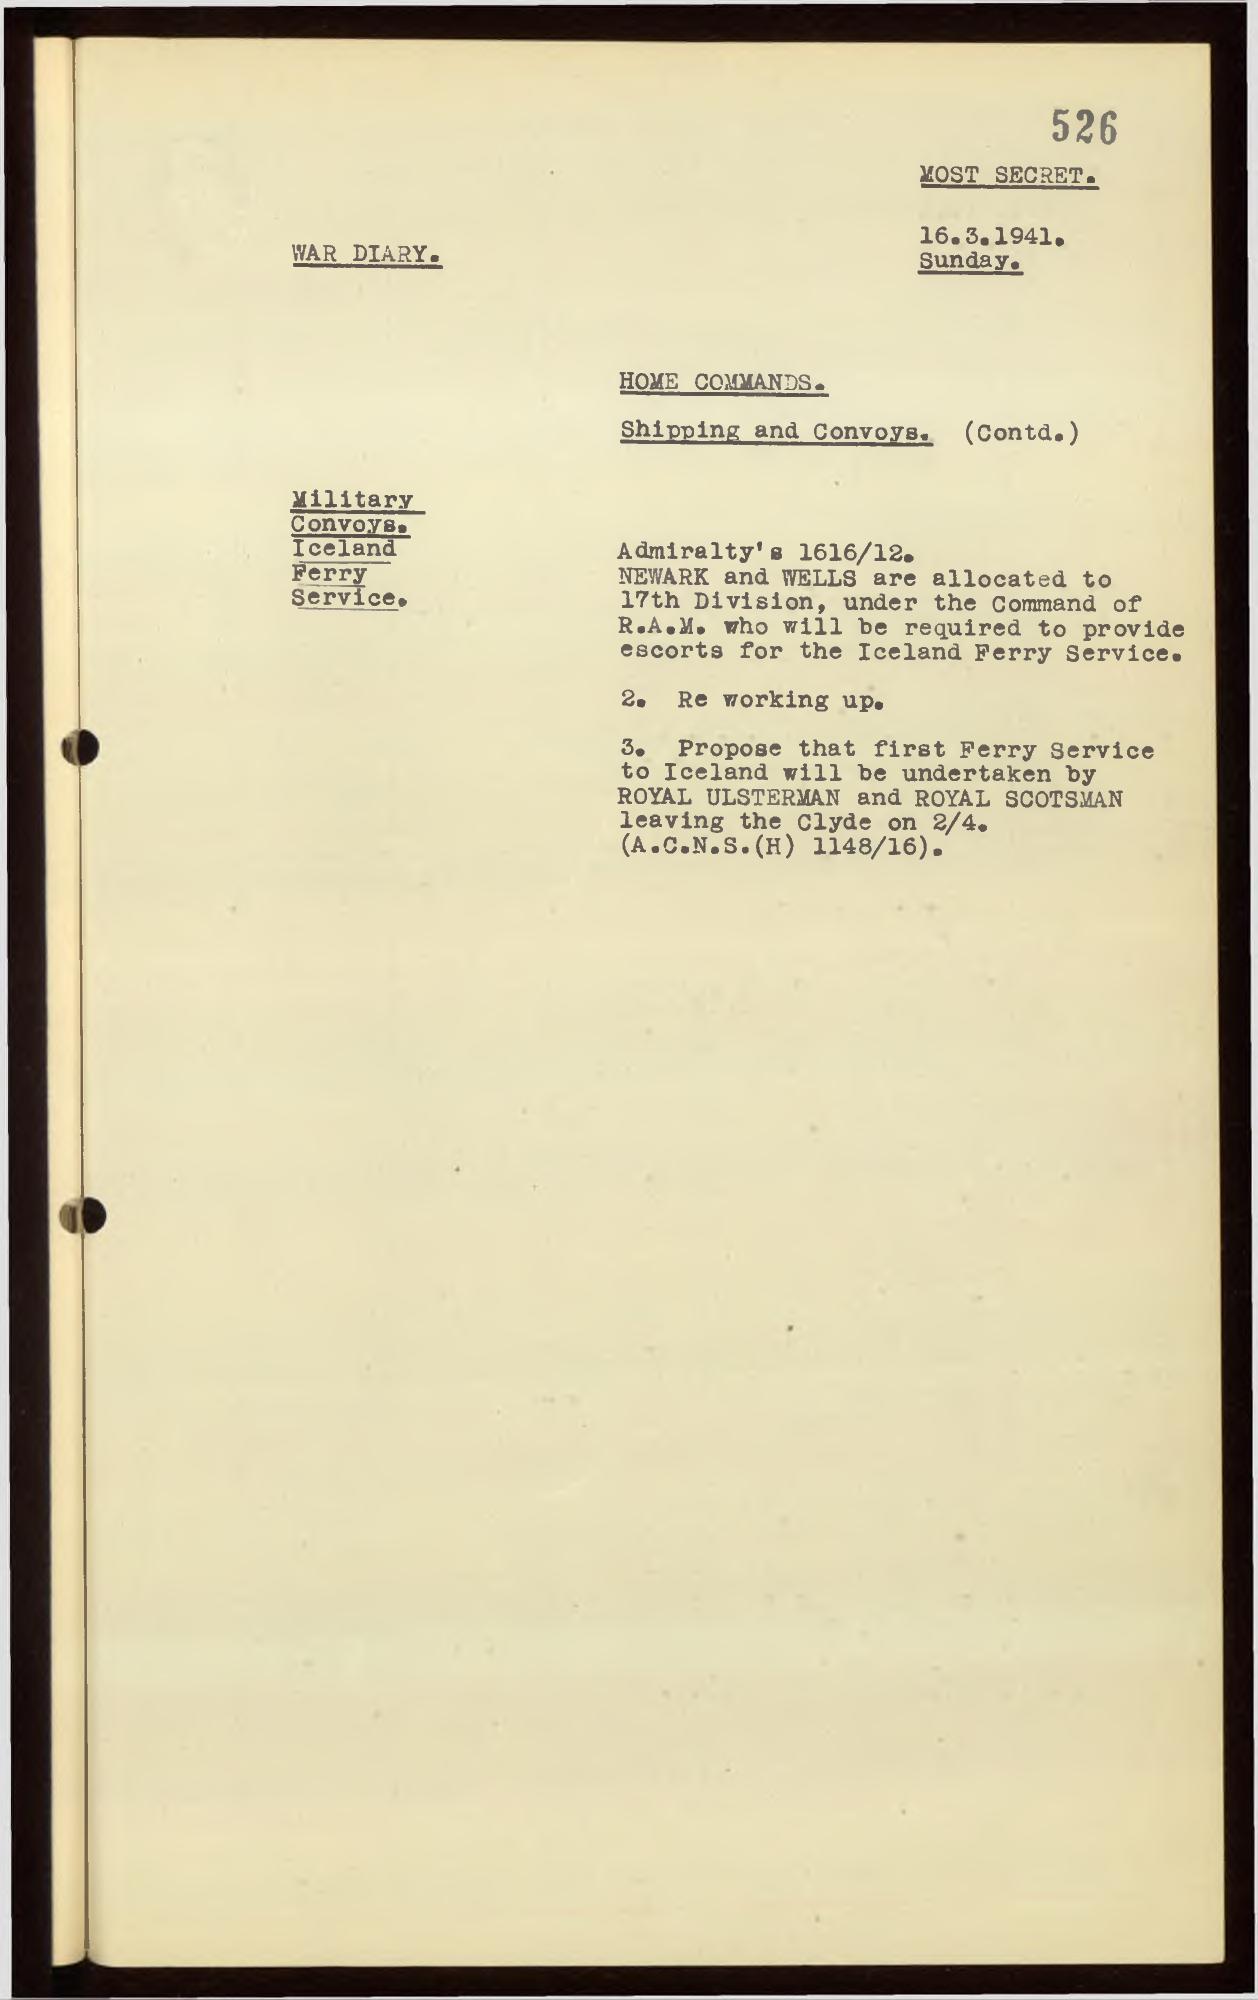 526
MOST SECRET.
16.3.1941.
Sunday.
WAR DIARY.
HOME COMMANDS.
Shipping and Convoys. (Contd.)
Military
Convoys.
Iceland
Ferry
Service.
Admiralty's 1616/12.
NEWARK and WELLS are allocated to
17th Division, under the Command of
R.A.M. who will be required to provide
escorts for the Iceland Ferry Service.
2. Re working up.
3. Propose that first Ferry Service
to Iceland will be undertaken by
ROYAL ULSTERMAN and ROYAL SCOTSMAN
leaving the Clyde on 2/4.
(A.C.N.S.(H) 1148/16).